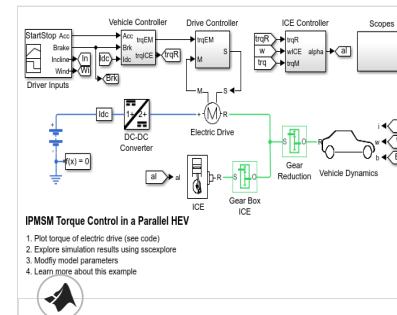 Vehicle Controller
Drive Controller
ICE Controller
Scopes
StartStop Acc
Brake
Incline
Wind
In
Wi
Brk
Driver Inputs
Acc
Brk
Idc
trqEM
trqICE
Idc
trqR
trqEM
S
M
trqR
w
trq
trqR
wICE
trqM
alpha
al
M
S
+
R
Electric Drive
Idc
1+ 2+
DC-DC
Converter
f(x) = 0
al
al
R
ICE
S
O
Gear Box
ICE
S
O
Gear
Reduction
R
Vehicle Dynamics
w
b
IPMSM Torque Control in a Parallel HEV
1. Plot torque of electric drive (see code)
2. Explore simulation results using sscexplore
3. Modfiy model parameters
4. Learn more about this example